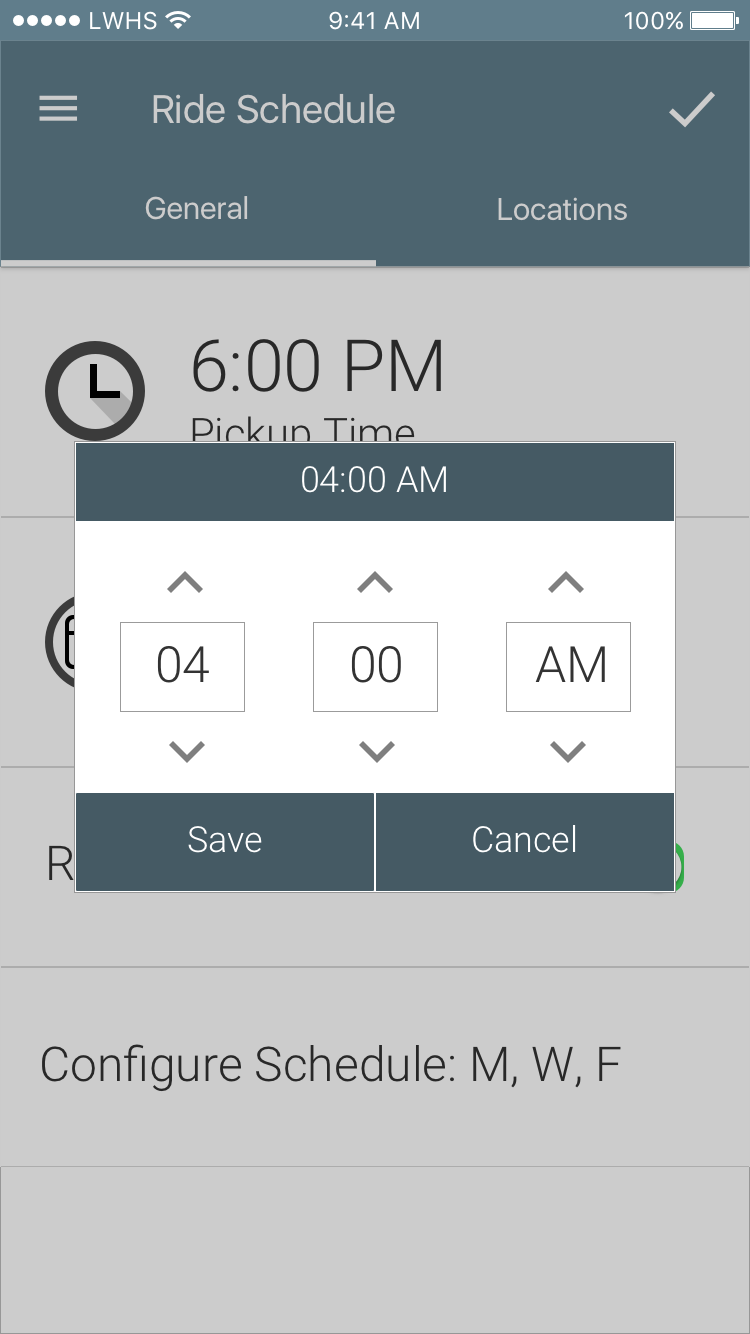 LWHS 9:41 AM 100%
Ride Schedule
General Locations
6:00 PM
Pickup Time
04:00 AM
04 00 AM
Save Cancel
Configure Schedule: M, W, F